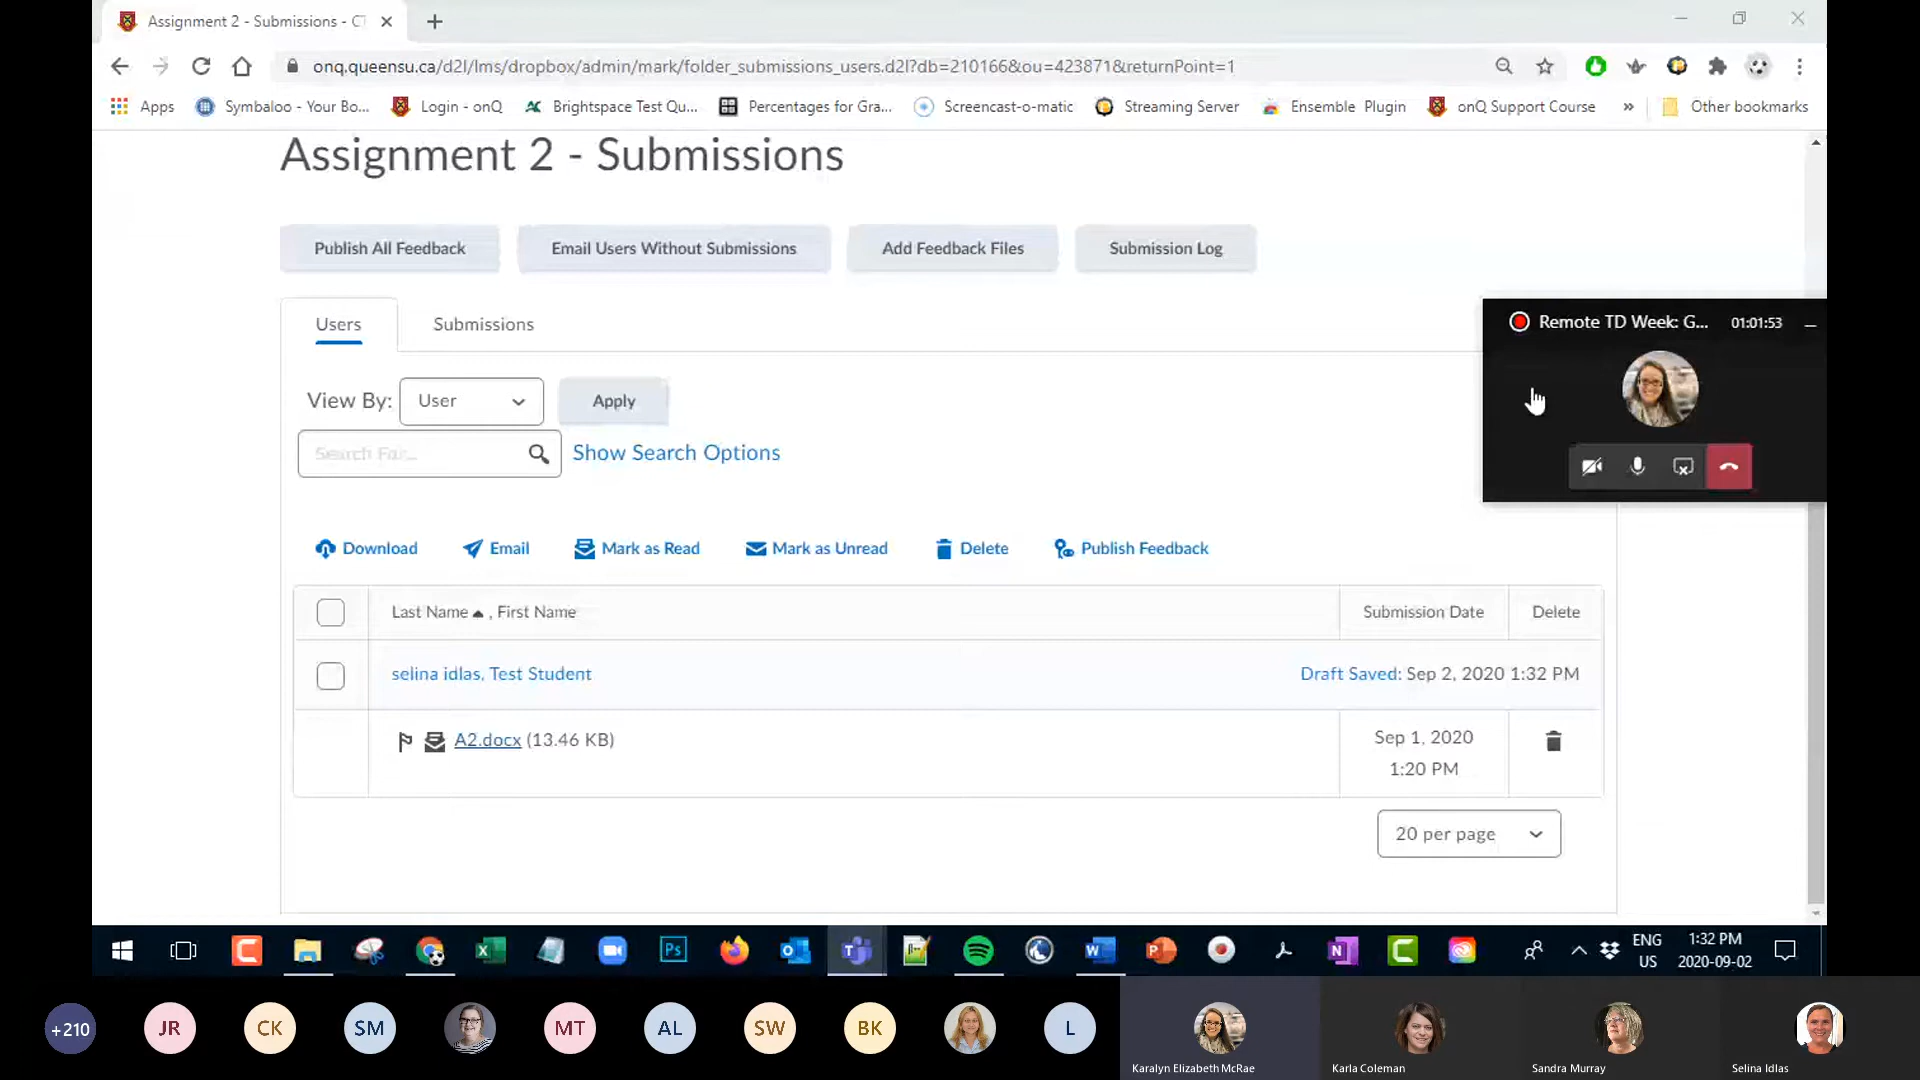 Assignment 2 - Submissions - CT
onq.queensu.ca/d2l/lms/dropbox/admin/mark/folder_submissions_users.d2l?db=210166&ou=423871&returnPoint=1
Apps Symbaloo - Your Bo... Login - onQ Brightspace Test Qu... Percentages for Gra... Screencast-o-matic Streaming Server Ensemble Plugin onQ Support Course » Other bookmarks
Assignment 2 - Submissions
Publish All Feedback Email Users Without Submissions Add Feedback Files Submission Log
Users Submissions
Remote TD Week: G... 01:01:53
View By: User Apply
Search For... Show Search Options
Download Email Mark as Read Mark as Unread Delete Publish Feedback
Last Name , First Name Submission Date Delete
selina idlas, Test Student Draft Saved: Sep 2, 2020 1:32 PM
A2.docx (13.46 KB) Sep 1, 2020
1:20 PM
20 per page
ENG 1:32 PM
US 2020-09-02
+210 JR CK SM MT AL SW BK L
Karalyn Elizabeth McRae Karla Coleman Sandra Murray Selina Idlas